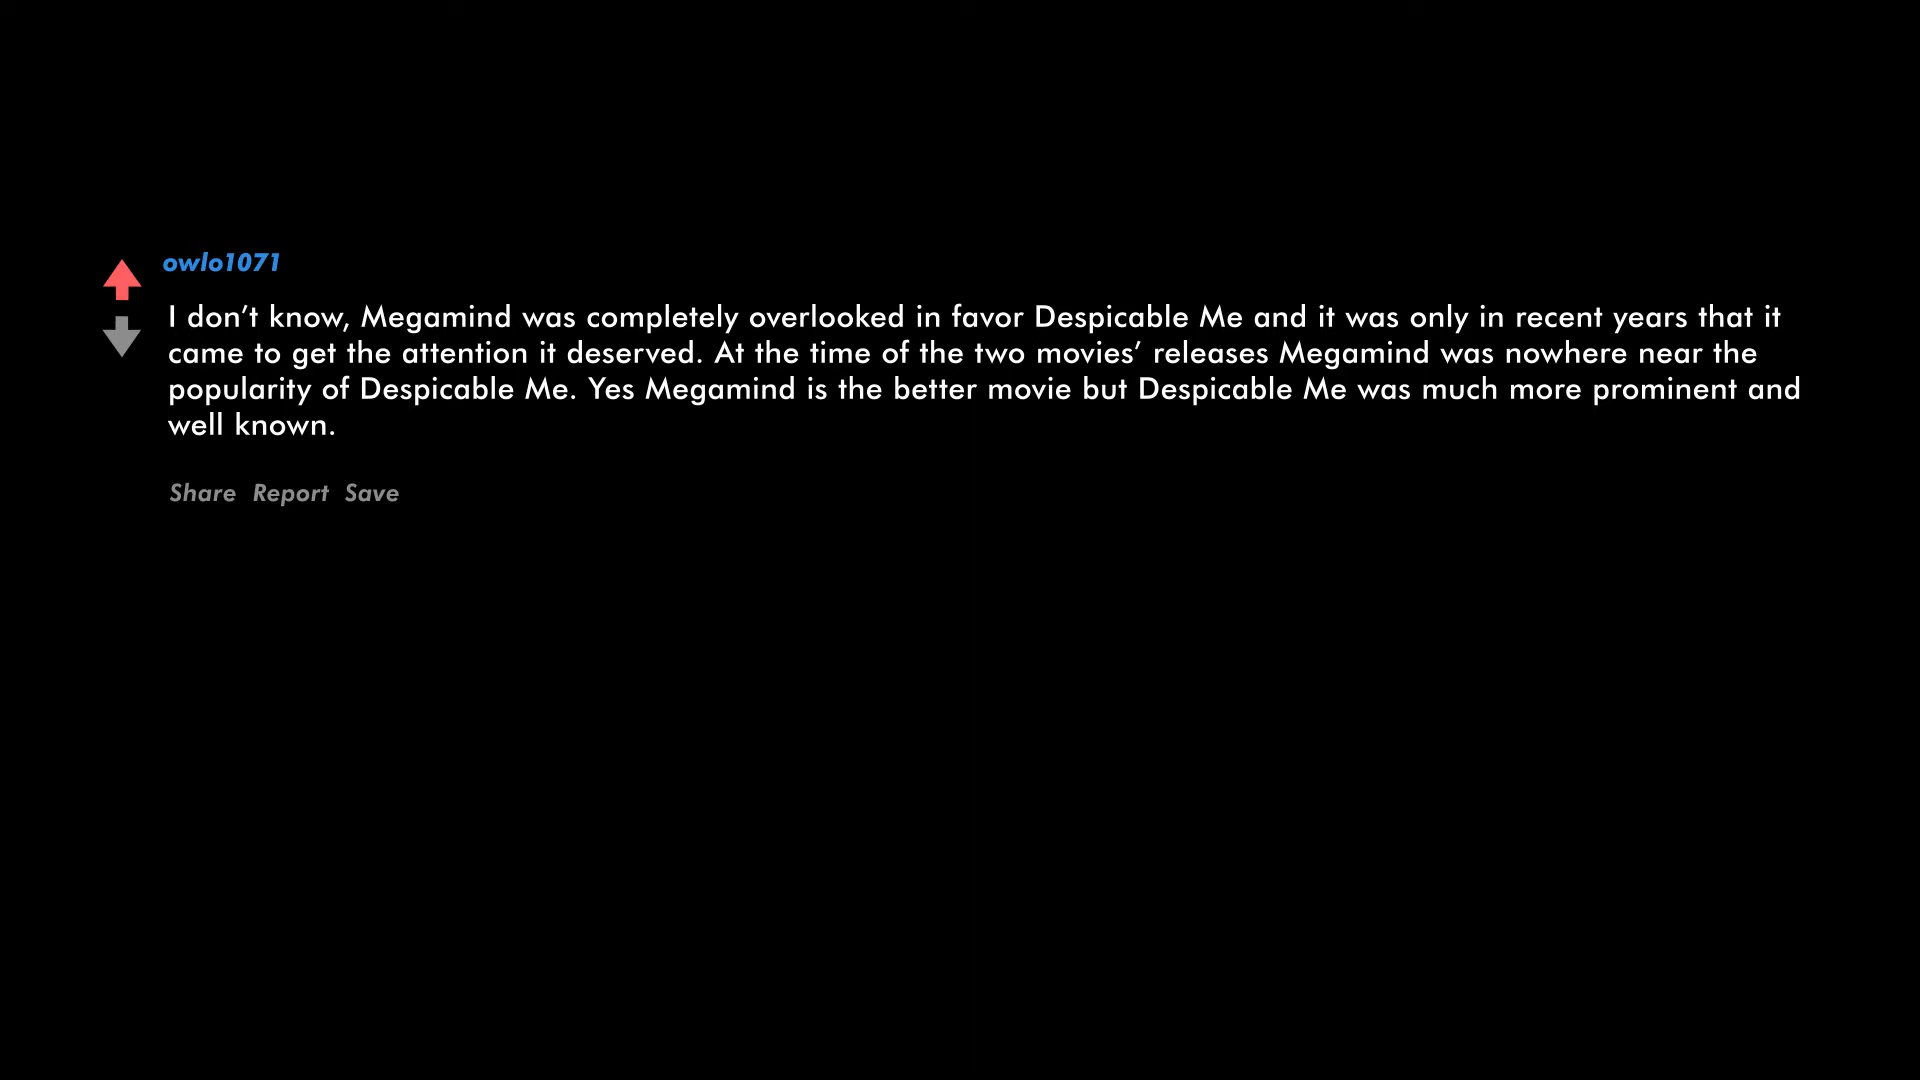 owlo1071
I don’t know, Megamind was completely overlooked in favor Despicable Me and it was only in recent years that it
came to get the attention it deserved. At the time of the two movies’ releases Megamind was nowhere near the
popularity of Despicable Me. Yes Megamind is the better movie but Despicable Me was much more prominent and
well known.
Share Report Save